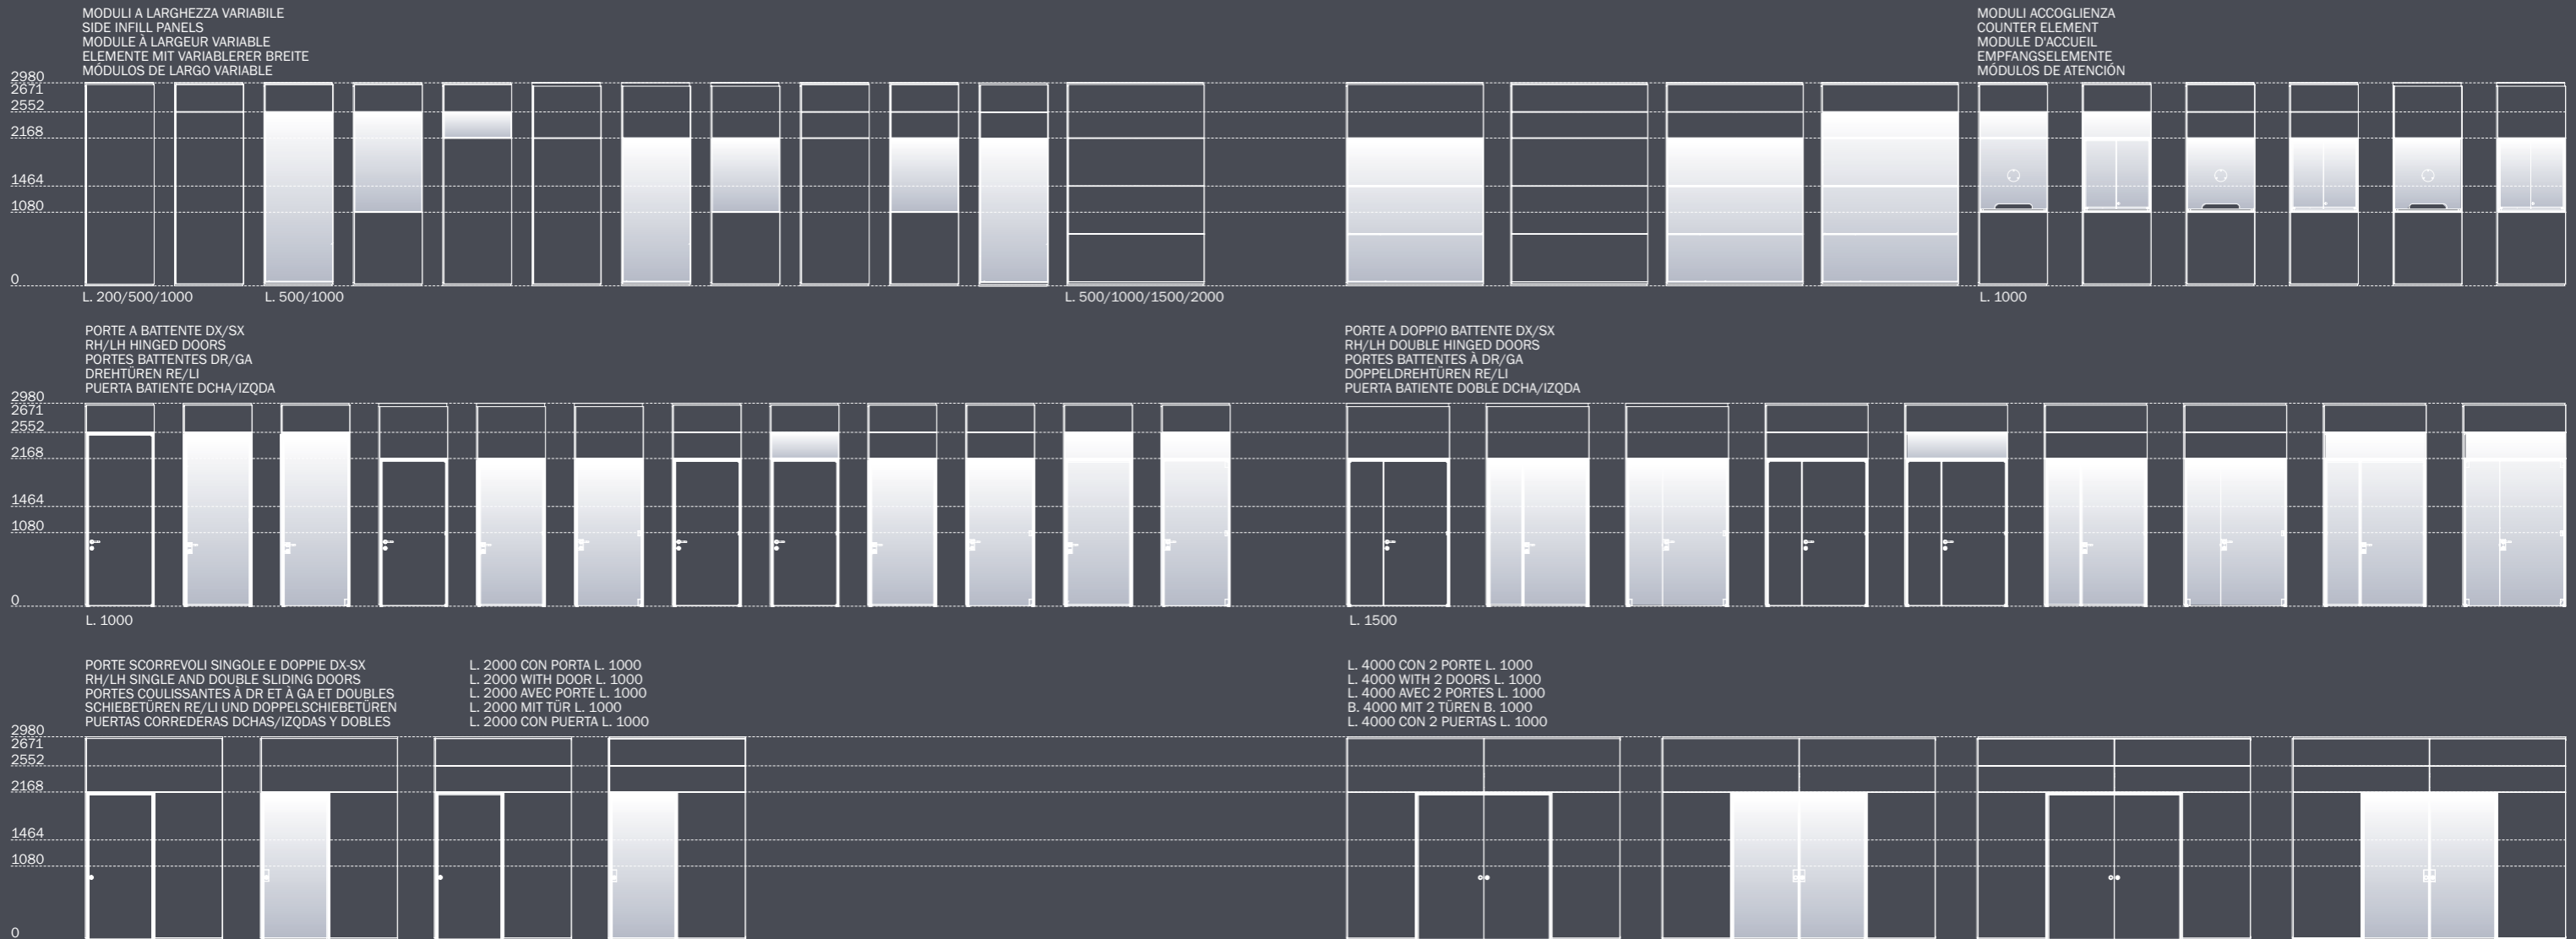 MODULI A LARGHEZZA VARIABILE
SIDE INFILL PANELS
MODULE À LARGEUR VARIABLE
ELEMENTE MIT VARIABLERER BREITE
MÓDULOS DE LARGO VARIABLE
MODULI ACCOGLIENZA
COUNTER ELEMENT
MODULE D'ACCUEIL
EMPFANGSELEMENTE
MÓDULOS DE ATENCIÓN
2980
2671
2552
2168
1464
1080
0
L. 200/500/1000
L. 500/1000
L. 500/1000/1500/2000
L. 1000
PORTE A BATTENTE DX/SX
RH/LH HINGED DOORS
PORTES BATTENTES DR/GA
DREHTÜREN RE/LI
PUERTA BATIENTE DCHA/IZQDA
PORTE A DOPPIO BATTENTE DX/SX
RH/LH DOUBLE HINGED DOORS
PORTES BATTENTES À DR/GA
DOPPELDREHTÜREN RE/LI
PUERTA BATIENTE DOBLE DCHA/IZQDA
2980
2671
2552
2168
1464
1080
0
L. 1000
L. 1500
PORTE SCORREVOLI SINGOLE E DOPPIE DX-SX
RH/LH SINGLE AND DOUBLE SLIDING DOORS
PORTES COULISSANTES À DR ET À GA ET DOUBLES
SCHIEBETÜREN RE/LI UND DOPPELSCHIEBETÜREN
PUERTAS CORREDERAS DCHAS/IZQDAS Y DOBLES
L. 2000 CON PORTA L. 1000
L. 2000 WITH DOOR L. 1000
L. 2000 AVEC PORTE L. 1000
L. 2000 MIT TÜR L. 1000
L. 2000 CON PUERTA L. 1000
L. 4000 CON 2 PORTE L. 1000
L. 4000 WITH 2 DOORS L. 1000
L. 4000 AVEC 2 PORTES L. 1000
B. 4000 MIT 2 TÜREN B. 1000
L. 4000 CON 2 PUERTAS L. 1000
2980
2671
2552
2168
1464
1080
0